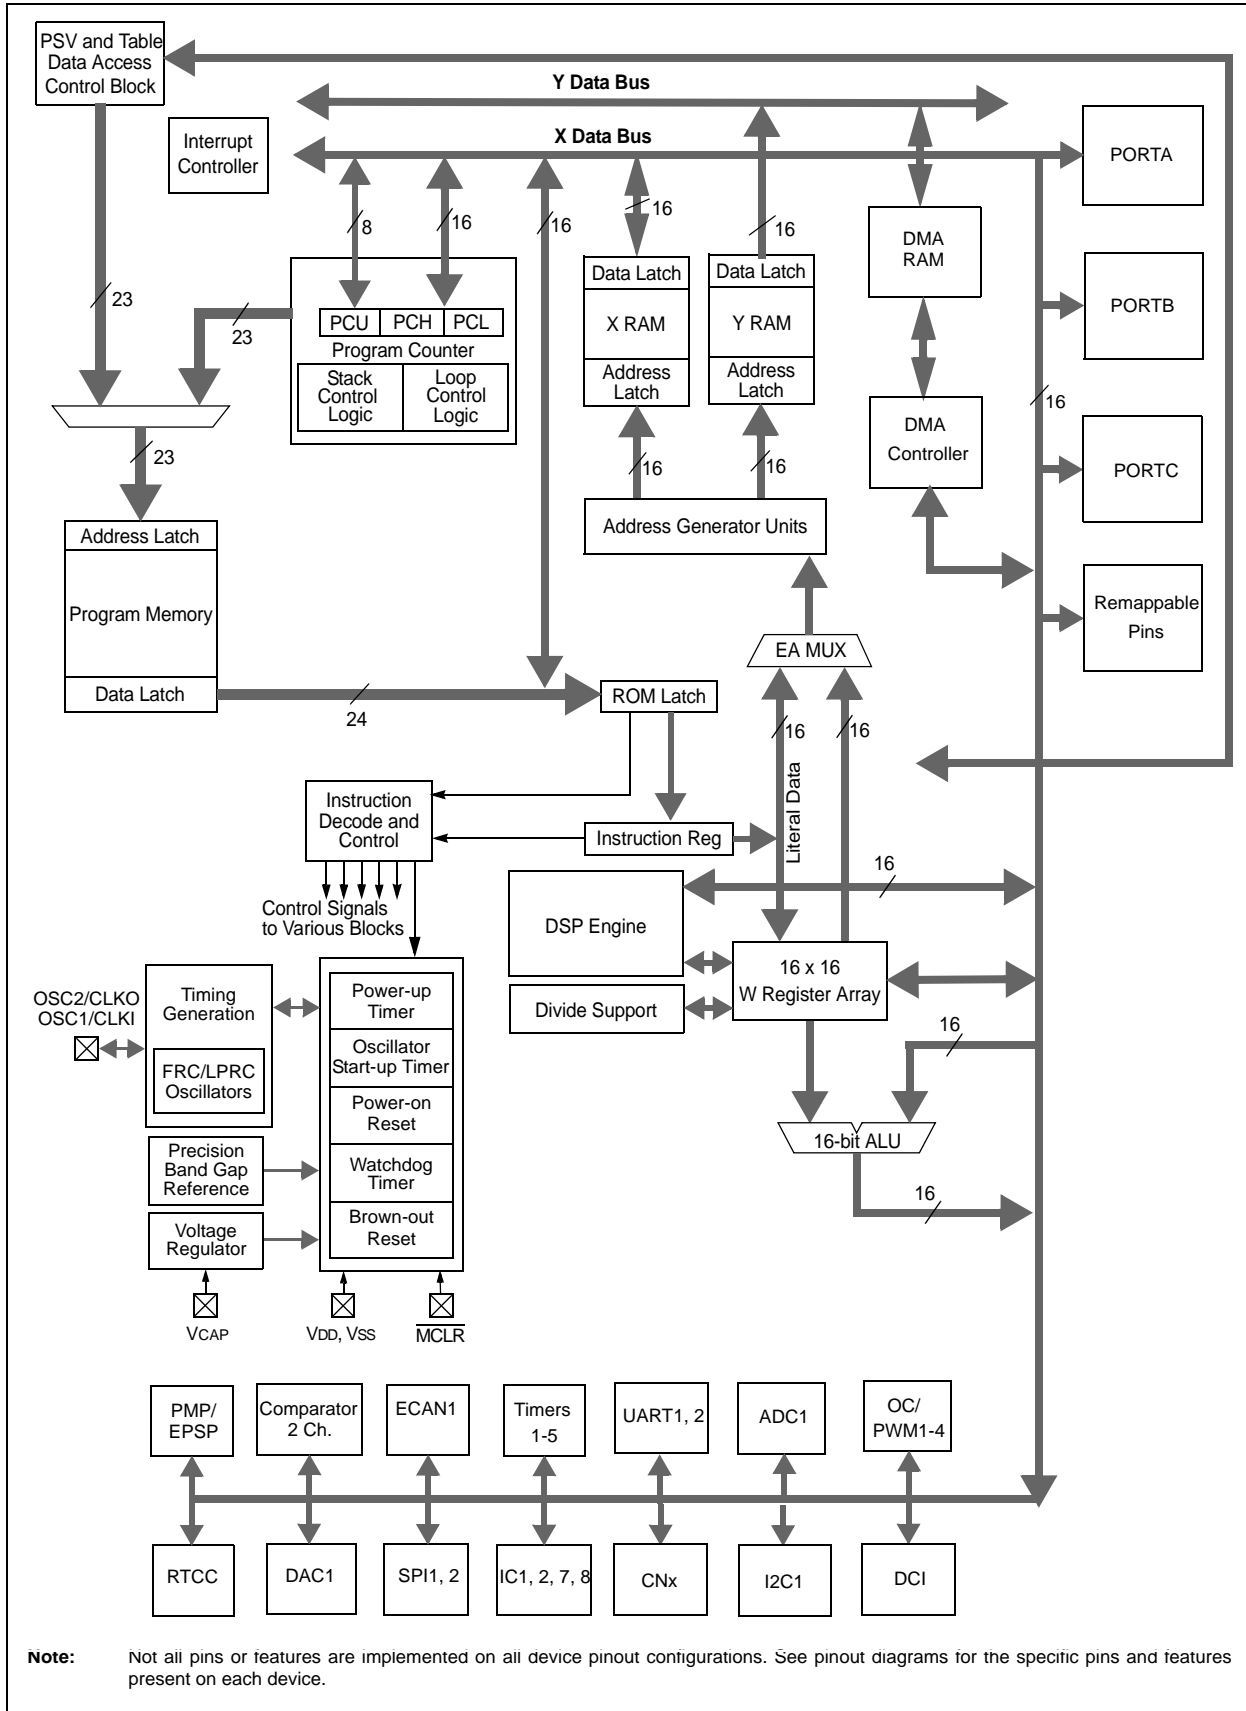 PSV and Table
Data Access
Control Block
Y Data Bus
Interrupt
Controller
X Data Bus
PORTA
8
16
16
16
16
DMA
RAM
Data Latch
Data Latch
X RAM
Y RAM
Address
Latch
Address
Latch
23
23
PCU
PCH
PCL
Program Counter
Stack
Control
Logic
Loop
Control
Logic
PORTB
16
DMA
Controller
23
16
16
PORTC
Address Latch
Program Memory
Data Latch
Address Generator Units
Remappable
Pins
EA MUX
24
ROM Latch
16
16
Instruction
Decode and
Control
Instruction Reg
Literal Data
Control Signals
to Various Blocks
16
DSP Engine
16 x 16
W Register Array
Divide Support
OSC2/CLKO
OSC1/CLKI
Timing
Generation
FRC/LPRC
Oscillators
Power-up
Timer
Oscillator
Start-up Timer
Power-on
Reset
Watchdog
Timer
Brown-out
Reset
16
16-bit ALU
16
Precision
Band Gap
Reference
Voltage
Regulator
VCAP
VDD, VSS
MCLR
PMP/
EPSP
Comparator
2 Ch.
ECAN1
Timers
1-5
UART1, 2
ADC1
OC/
PWM1-4
RTCC
DAC1
SPI1, 2
IC1, 2, 7, 8
CNx
I2C1
DCI
Note: Not all pins or features are implemented on all device pinout configurations. See pinout diagrams for the specific pins and features
present on each device.